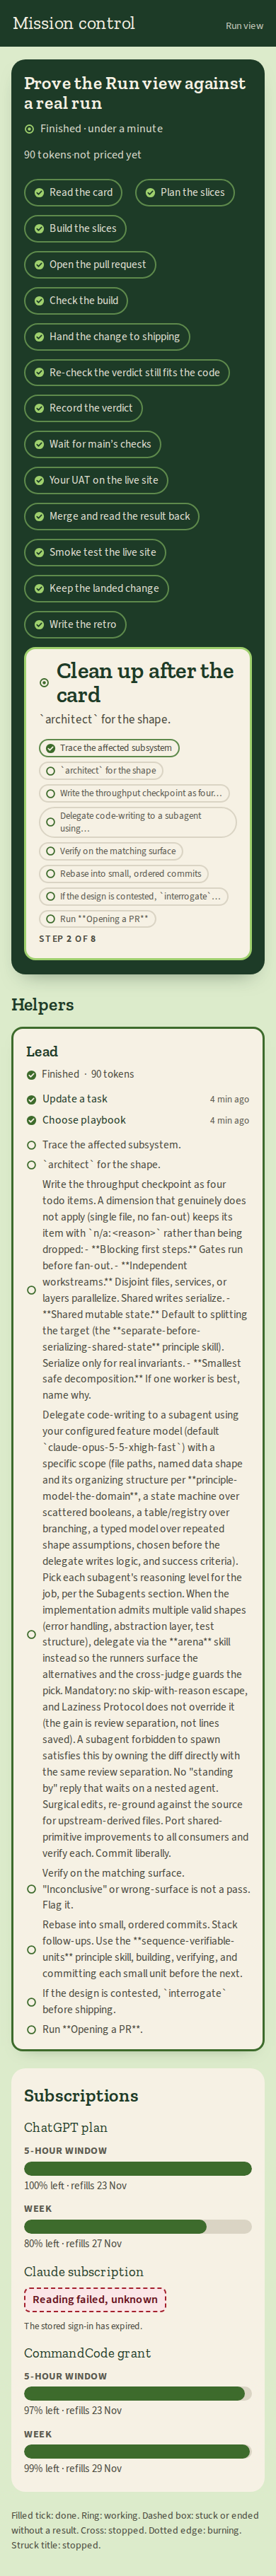 Mission control
Run view
Prove the Run view against
a real run
Finished · under a minute
90 tokens·not priced yet
Read the card
Plan the slices
Build the slices
Open the pull request
Check the build
Hand the change to shipping
Re-check the verdict still fits the code
Record the verdict
Wait for main's checks
Your UAT on the live site
Merge and read the result back
Smoke test the live site
Keep the landed change
Write the retro
Clean up after the
card
`architect` for the shape.
Trace the affected subsystem
`architect` for the shape
Write the throughput checkpoint as four…
Delegate code-writing to a subagent
using…
Verify on the matching surface
Rebase into small, ordered commits
If the design is contested, `interrogate`…
Run **Opening a PR**
STEP 2 OF 8
Helpers
Lead
Finished · 90 tokens
Update a task
4 min ago
Choose playbook
4 min ago
Trace the affected subsystem.
`architect` for the shape.
Write the throughput checkpoint as four
todo items. A dimension that genuinely does
not apply (single file, no fan-out) keeps its
item with `n/a: <reason>` rather than being
dropped: - **Blocking first steps.** Gates run
before fan-out. - **Independent
workstreams.** Disjoint files, services, or
layers parallelize. Shared writes serialize. -
**Shared mutable state.** Default to splitting
the target (the **separate-before-
serializing-shared-state** principle skill).
Serialize only for real invariants. - **Smallest
safe decomposition.** If one worker is best,
name why.
Delegate code-writing to a subagent using
your configured feature model (default
`claude-opus-5-5-xhigh-fast`) with a
specific scope (file paths, named data shape
and its organizing structure per **principle-
model-the-domain**, a state machine over
scattered booleans, a table/registry over
branching, a typed model over repeated
shape assumptions, chosen before the
delegate writes logic, and success criteria).
Pick each subagent's reasoning level for the
job, per the Subagents section. When the
implementation admits multiple valid shapes
(error handling, abstraction layer, test
structure), delegate via the **arena** skill
instead so the runners surface the
alternatives and the cross-judge guards the
pick. Mandatory: no skip-with-reason escape,
and Laziness Protocol does not override it
(the gain is review separation, not lines
saved). A subagent forbidden to spawn
satisfies this by owning the diff directly with
the same review separation. No "standing
by" reply that waits on a nested agent.
Surgical edits, re-ground against the source
for upstream-derived files. Port shared-
primitive improvements to all consumers and
verify each. Commit liberally.
Verify on the matching surface.
"Inconclusive" or wrong-surface is not a pass.
Flag it.
Rebase into small, ordered commits. Stack
follow-ups. Use the **sequence-verifiable-
units** principle skill, building, verifying, and
committing each small unit before the next.
If the design is contested, `interrogate`
before shipping.
Run **Opening a PR**.
Subscriptions
ChatGPT plan
5-HOUR WINDOW
100% left · refills 23 Nov
WEEK
80% left · refills 27 Nov
Claude subscription
Reading failed, unknown
The stored sign-in has expired.
CommandCode grant
5-HOUR WINDOW
97% left · refills 23 Nov
WEEK
99% left · refills 29 Nov
Filled tick: done. Ring: working. Dashed box: stuck or ended
without a result. Cross: stopped. Dotted edge: burning.
Struck title: stopped.